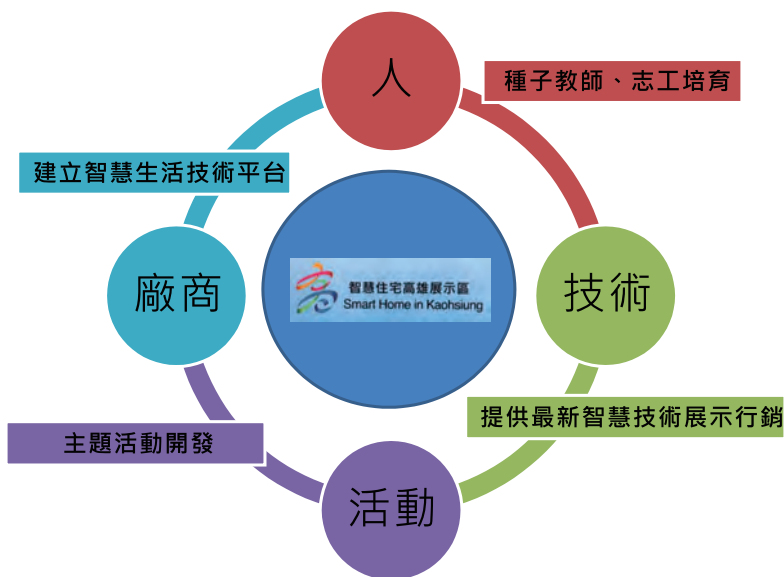 人
種子教師、志工培育
建立智慧生活技術平台
廠商
智慧住宅高雄展示區
Smart Home in Kaohsiung
技術
提供最新智慧技術展示行銷
主題活動開發
活動